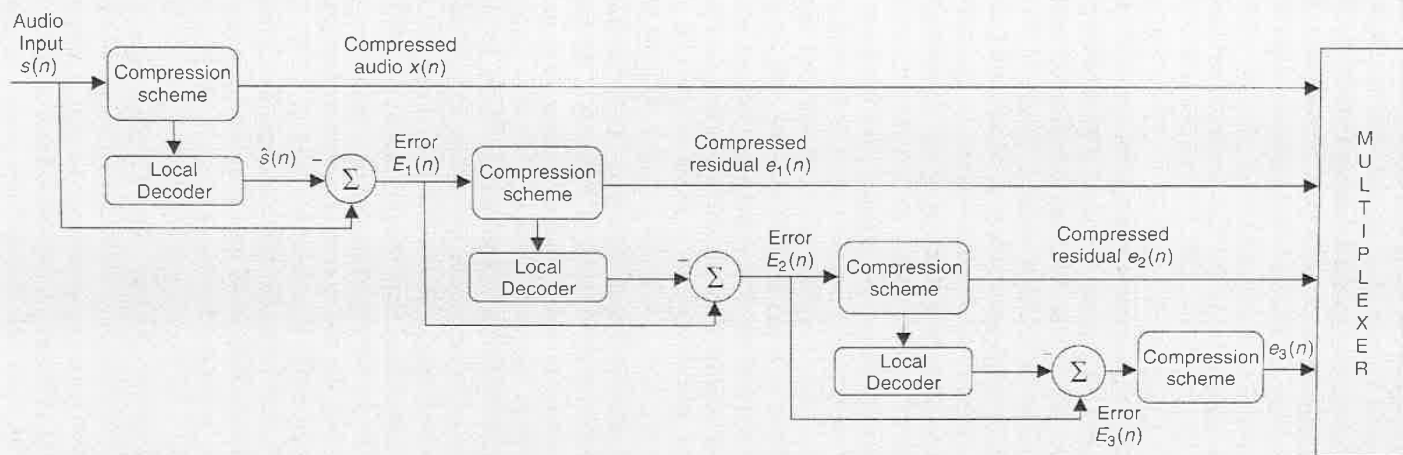 Audio
Input
s(n)
Compression
scheme
Compressed
audio x(n)
Local
Decoder
ŝ(n)
−
Σ
Error
E₁(n)
Compression
scheme
Compressed
residual e₁(n)
Local
Decoder
−
Σ
Error
E₂(n)
Compression
scheme
Compressed
residual e₂(n)
Local
Decoder
−
Σ
Error
E₃(n)
Compression
scheme
e₃(n)
M
U
L
T
I
P
L
E
X
E
R